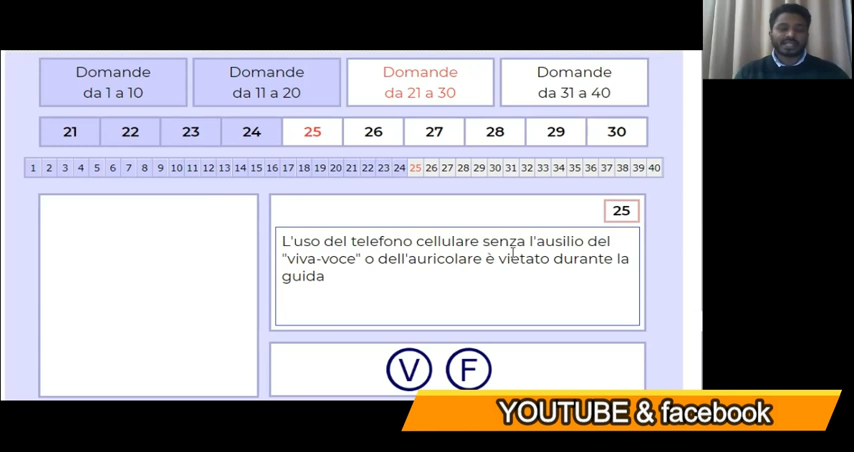 Domande
da 1 a 10
Domande
da 11 a 20
Domande
da 21 a 30
Domande
da 31 a 40
21 22 23 24 25 26 27 28 29 30
1 2 3 4 5 6 7 8 9 10 11 12 13 14 15 16 17 18 19 20 21 22 23 24 25 26 27 28 29 30 31 32 33 34 35 36 37 38 39 40
25
L'uso del telefono cellulare senza l'ausilio del
"viva-voce" o dell'auricolare è vietato durante la
guida
V F
YOUTUBE & facebook